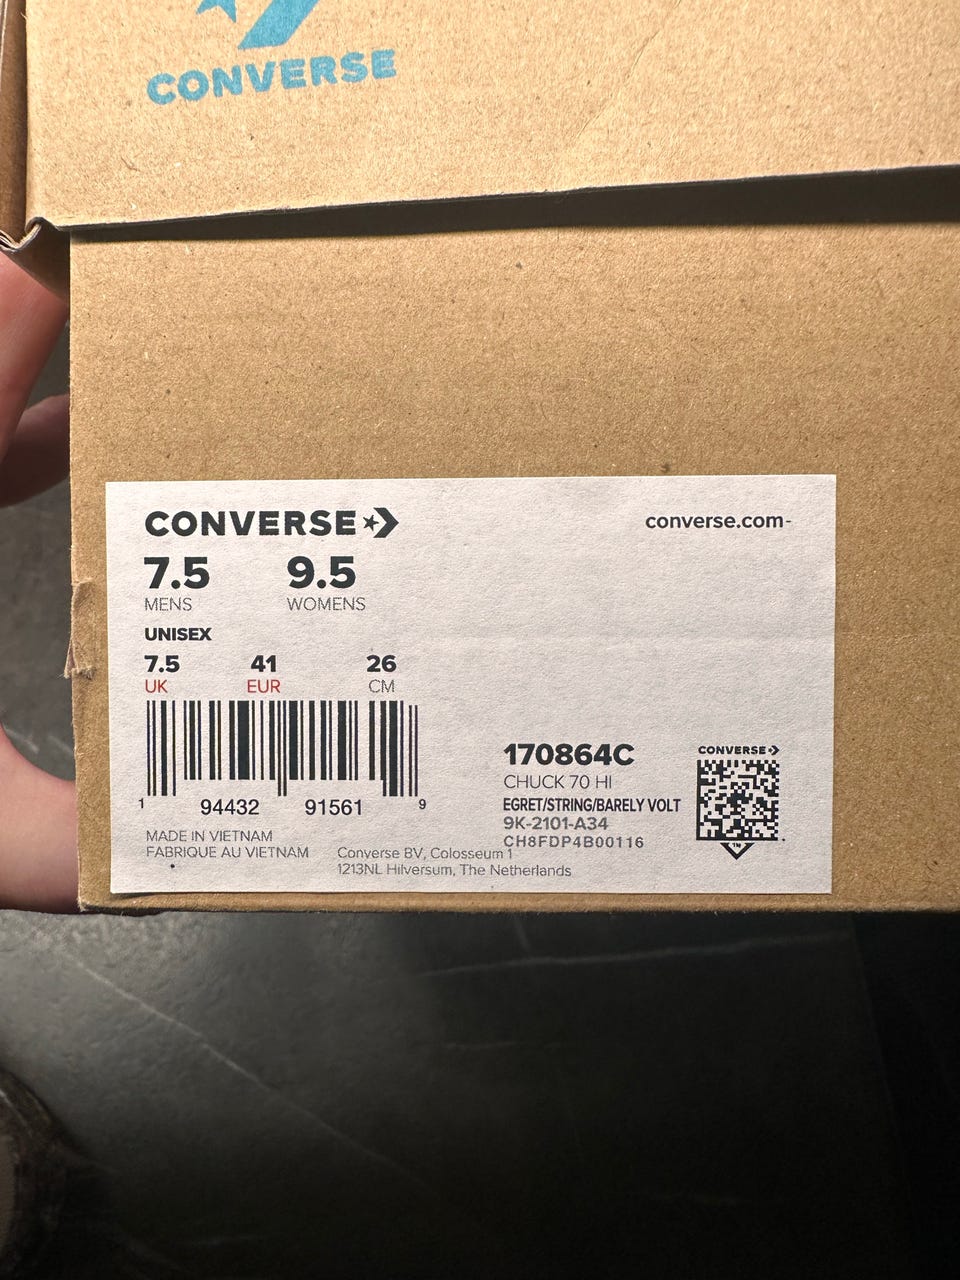 CONVERSE
CONVERSE
converse.com-
7.5 9.5
MENS WOMENS
UNISEX
7.5 41 26
UK EUR CM
1 94432 91561 9
MADE IN VIETNAM
FABRIQUE AU VIETNAM
Converse BV, Colosseum 1
1213NL Hilversum, The Netherlands
170864C
CHUCK 70 HI
EGRET/STRING/BARELY VOLT
9K-2101-A34
CH8FDP4B00116
CONVERSE
TM